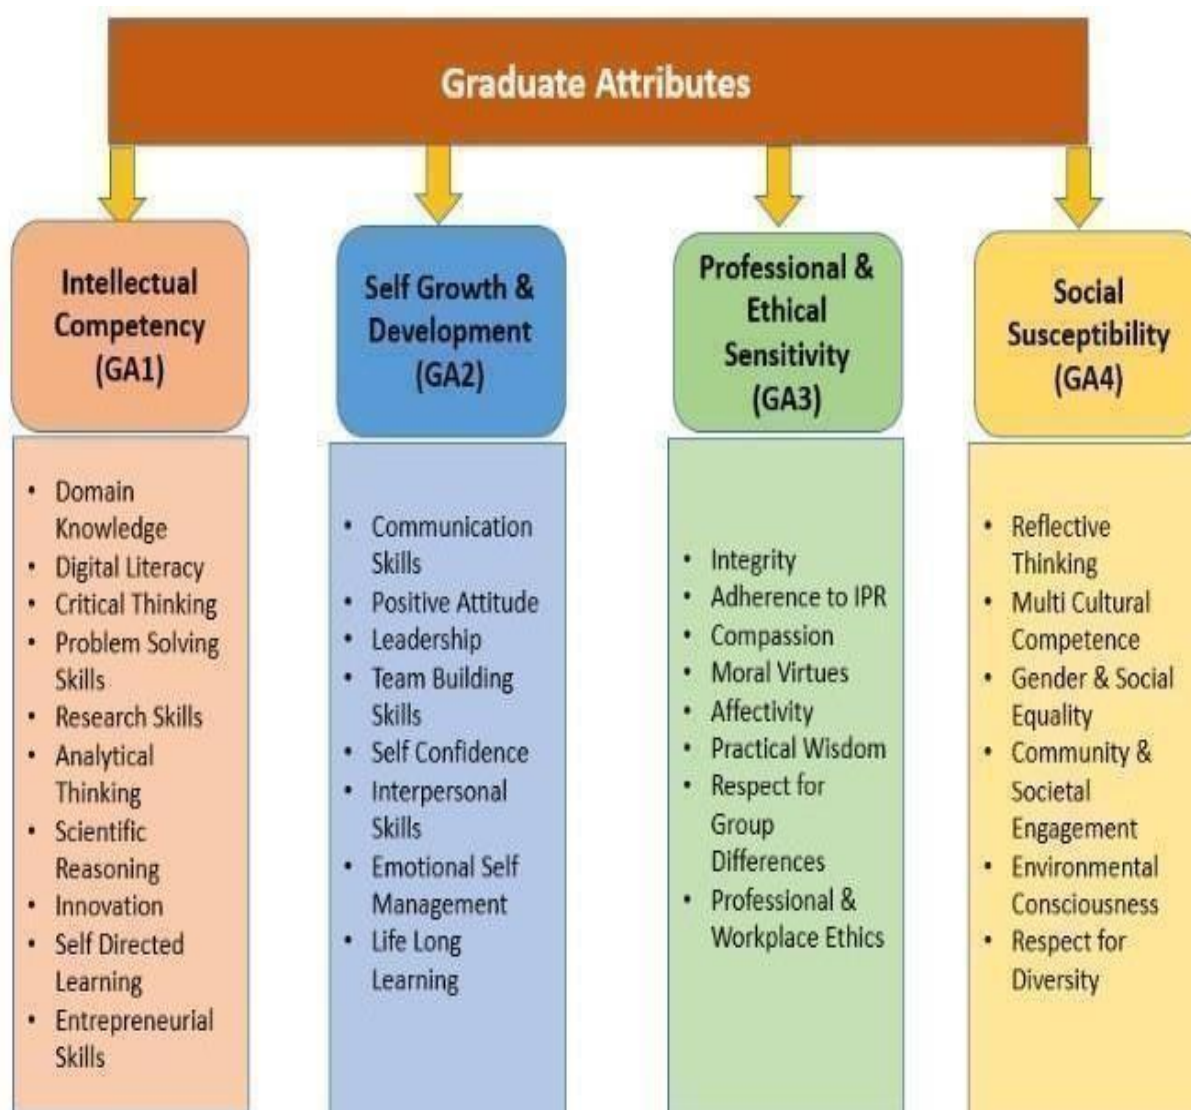 Graduate Attributes
Intellectual
Competency
(GA1)
• Domain
Knowledge
• Digital Literacy
• Critical Thinking
• Problem Solving
Skills
• Research Skills
• Analytical
Thinking
• Scientific
Reasoning
• Innovation
• Self Directed
Learning
• Entrepreneurial
Skills
Self Growth &
Development
(GA2)
• Communication
Skills
• Positive Attitude
• Leadership
• Team Building
Skills
• Self Confidence
• Interpersonal
Skills
• Emotional Self
Management
• Life Long
Learning
Professional &
Ethical
Sensitivity
(GA3)
• Integrity
• Adherence to IPR
• Compassion
• Moral Virtues
• Affectivity
• Practical Wisdom
• Respect for
Group
Differences
• Professional &
Workplace Ethics
Social
Susceptibility
(GA4)
• Reflective
Thinking
• Multi Cultural
Competence
• Gender & Social
Equality
• Community &
Societal
Engagement
• Environmental
Consciousness
• Respect for
Diversity